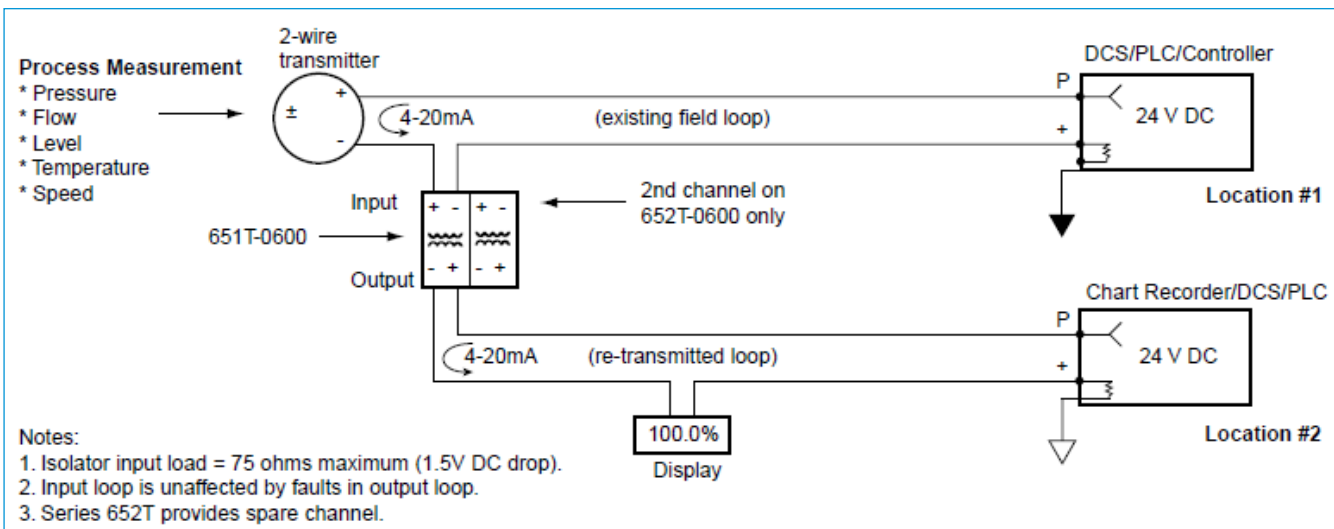 2-wire
transmitter
Process Measurement
* Pressure
* Flow
* Level
* Temperature
* Speed
±
+
-
4-20mA
(existing field loop)
DCS/PLC/Controller
P
+
24 V DC
Location #1
Input
+ - + -
2nd channel on
652T-0600 only
651T-0600
Output
- + - +
4-20mA
(re-transmitted loop)
Chart Recorder/DCS/PLC
P
+
24 V DC
Location #2
100.0%
Display
Notes:
1. Isolator input load = 75 ohms maximum (1.5V DC drop).
2. Input loop is unaffected by faults in output loop.
3. Series 652T provides spare channel.